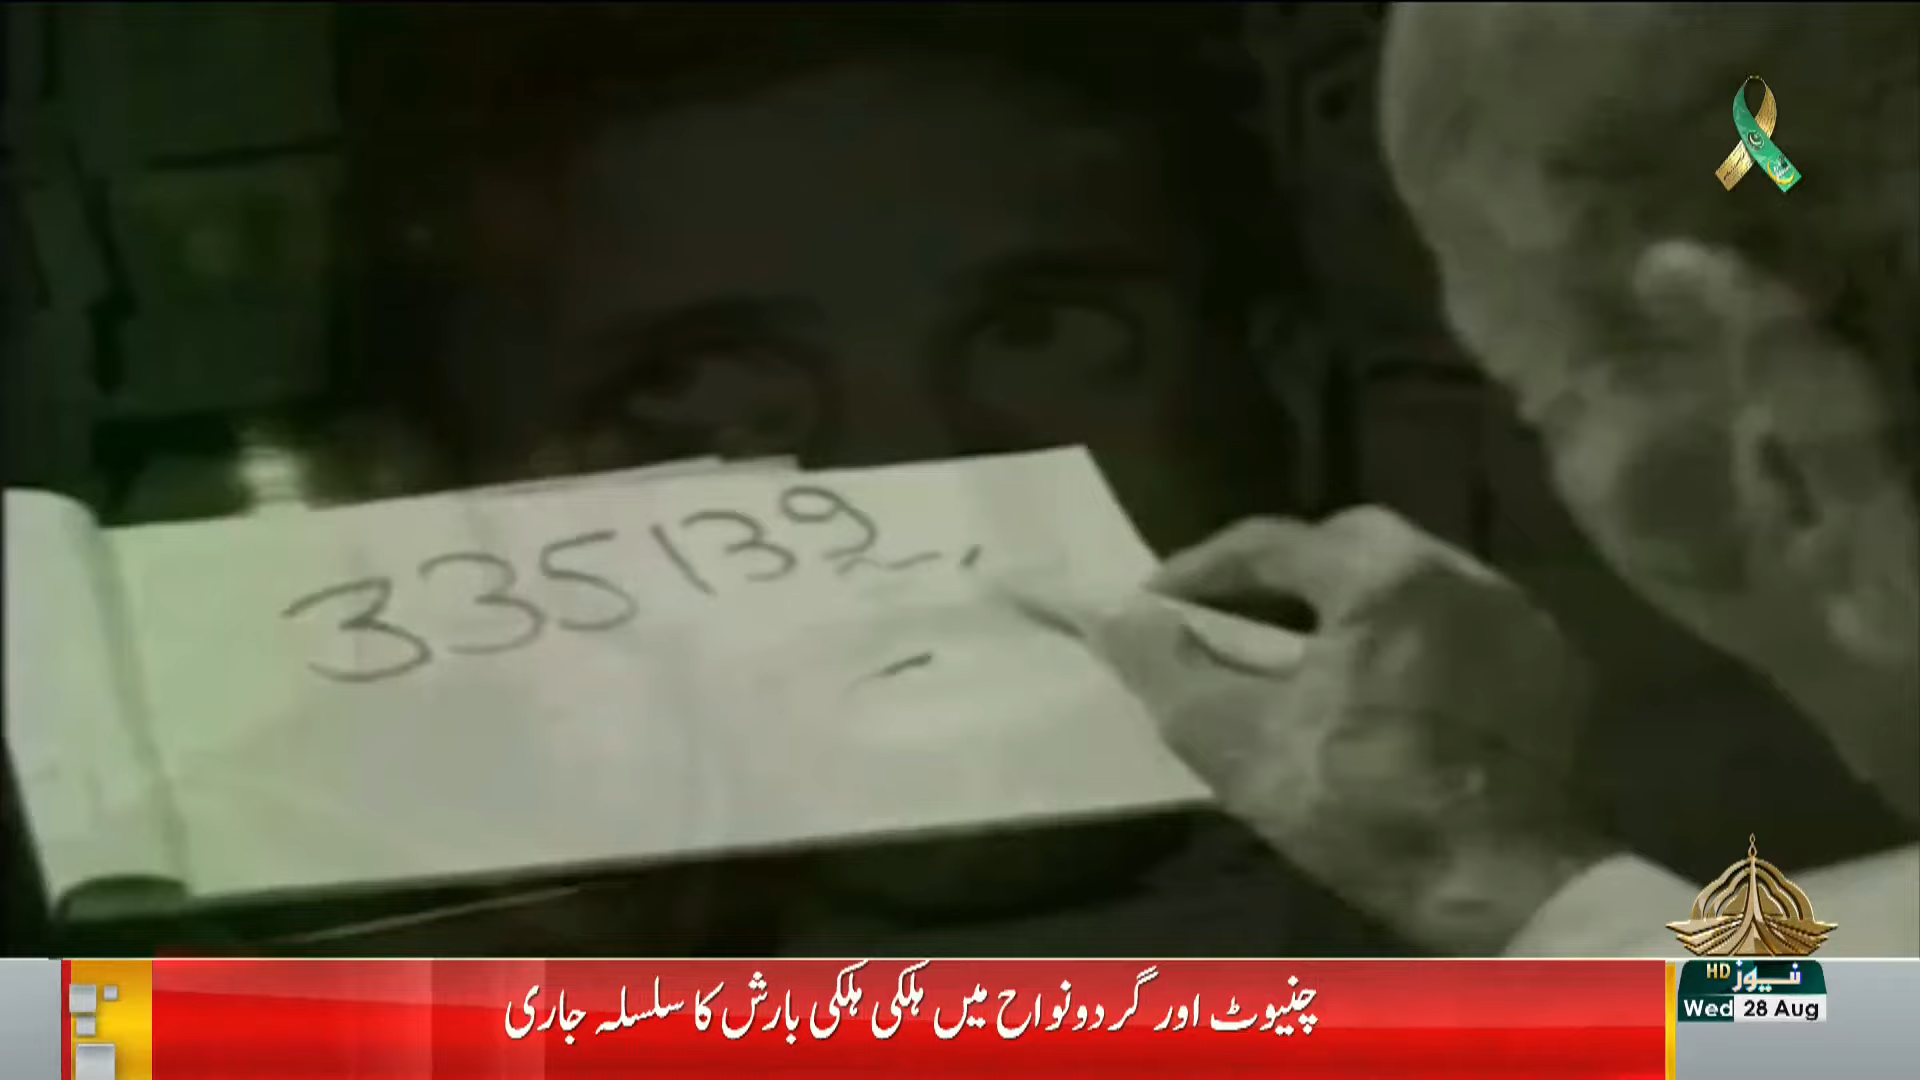 335139
چنیوٹ اور گردونواح میں ہلکی ہلکی بارش کا سلسلہ جاری
HD نیوز
Wed 28 Aug